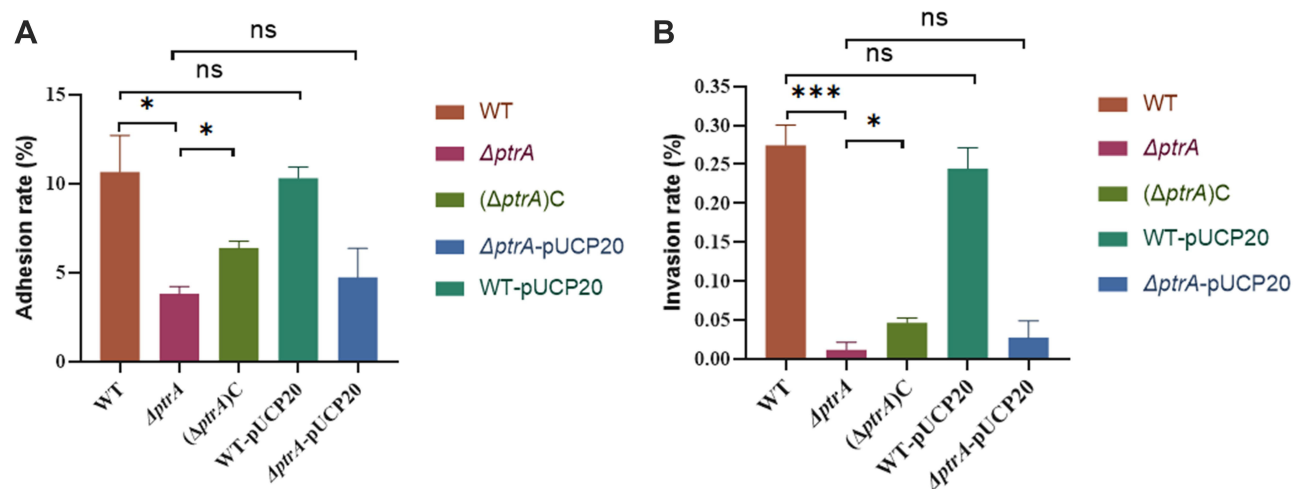 A
ns
ns
*
*
Adhesion rate (%)
15
10
5
0
WT
ΔptrA
(ΔptrA)C
WT-pUCP20
ΔptrA-pUCP20
WT
ΔptrA
(ΔptrA)C
ΔptrA-pUCP20
WT-pUCP20
B
ns
ns
***
*
Invasion rate (%)
0.35
0.30
0.25
0.20
0.15
0.10
0.05
0.00
WT
ΔptrA
(ΔptrA)C
WT-pUCP20
ΔptrA-pUCP20
WT
ΔptrA
(ΔptrA)C
WT-pUCP20
ΔptrA-pUCP20